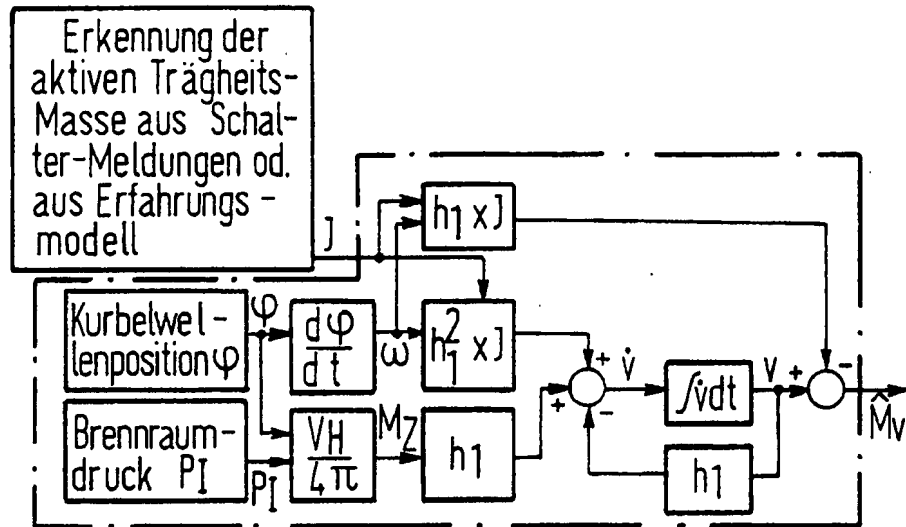 Erkennung der
aktiven Trägheits-
Masse aus Schal-
ter-Meldungen od.
aus Erfahrungs-
modell
J
h1 x J
Kurbelwel-
lenposition φ
φ
dφ
dt
ω
h1² x J
+
v̇
∫v̇dt
v
+
-
M̂v
Brennraum-
druck PI
PI
VH
4π
MZ
h1
+
-
h1